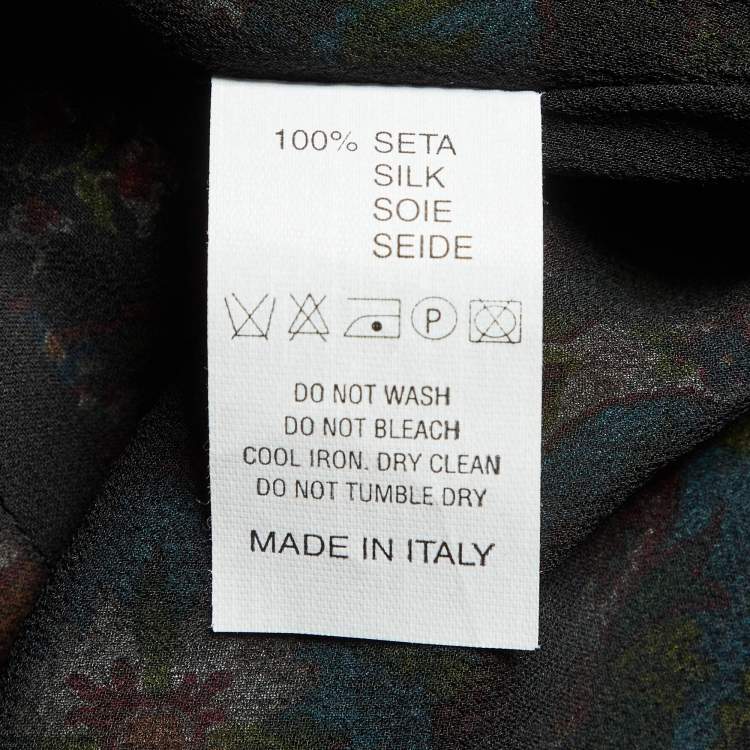 100% SETA
SILK
SOIE
SEIDE
P
DO NOT WASH
DO NOT BLEACH
COOL IRON. DRY CLEAN
DO NOT TUMBLE DRY
MADE IN ITALY